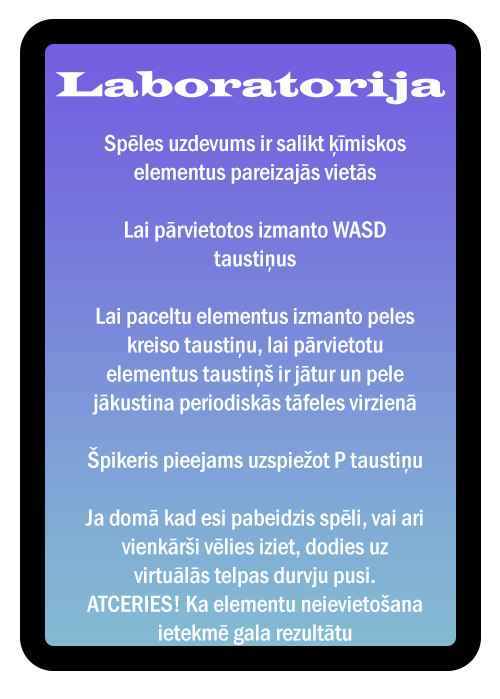 Laboratorija
Spēles uzdevums ir salikt ķīmiskos
elementus pareizajās vietās
Lai pārvietotos izmanto WASD
taustiņus
Lai paceltu elementus izmanto peles
kreiso taustiņu, lai pārvietotu
elementus taustiņš ir jātur un pele
jākustina periodiskās tāfeles virzienā
Špikeris pieejams uzspiežot P taustiņu
Ja domā kad esi pabeidzis spēli, vai ari
vienkārši vēlies iziet, dodies uz
virtuālās telpas durvju pusi.
ATCERIES! Ka elementu neievietošana
ietekmē gala rezultātu